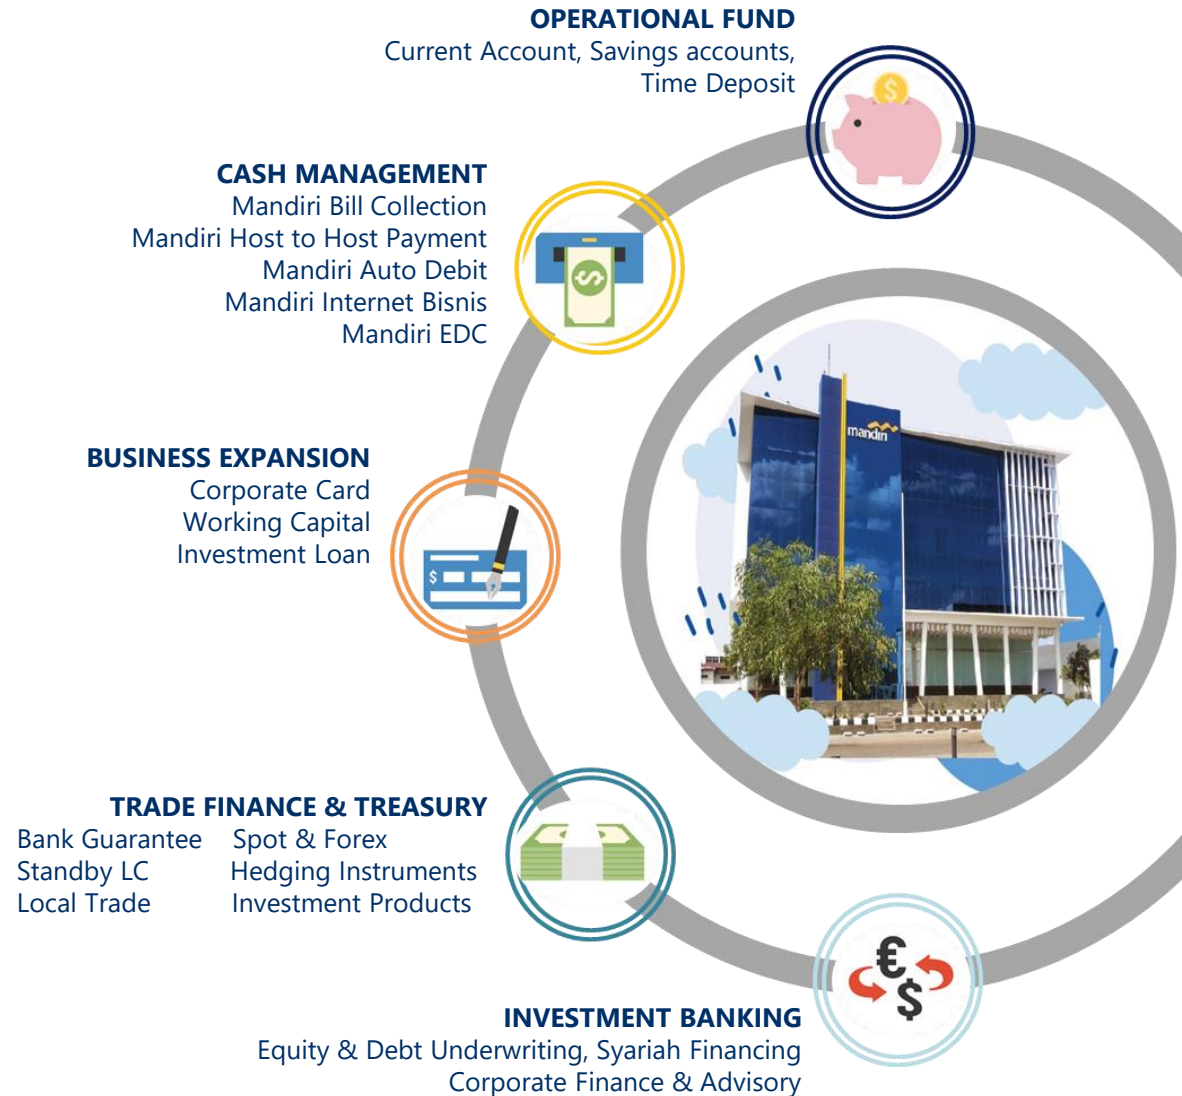 OPERATIONAL FUND
Current Account, Savings accounts,
Time Deposit
CASH MANAGEMENT
Mandiri Bill Collection
Mandiri Host to Host Payment
Mandiri Auto Debit
Mandiri Internet Bisnis
Mandiri EDC
mandiri
BUSINESS EXPANSION
Corporate Card
Working Capital
Investment Loan
TRADE FINANCE & TREASURY
Bank Guarantee Spot & Forex
Standby LC Hedging Instruments
Local Trade Investment Products
INVESTMENT BANKING
Equity & Debt Underwriting, Syariah Financing
Corporate Finance & Advisory